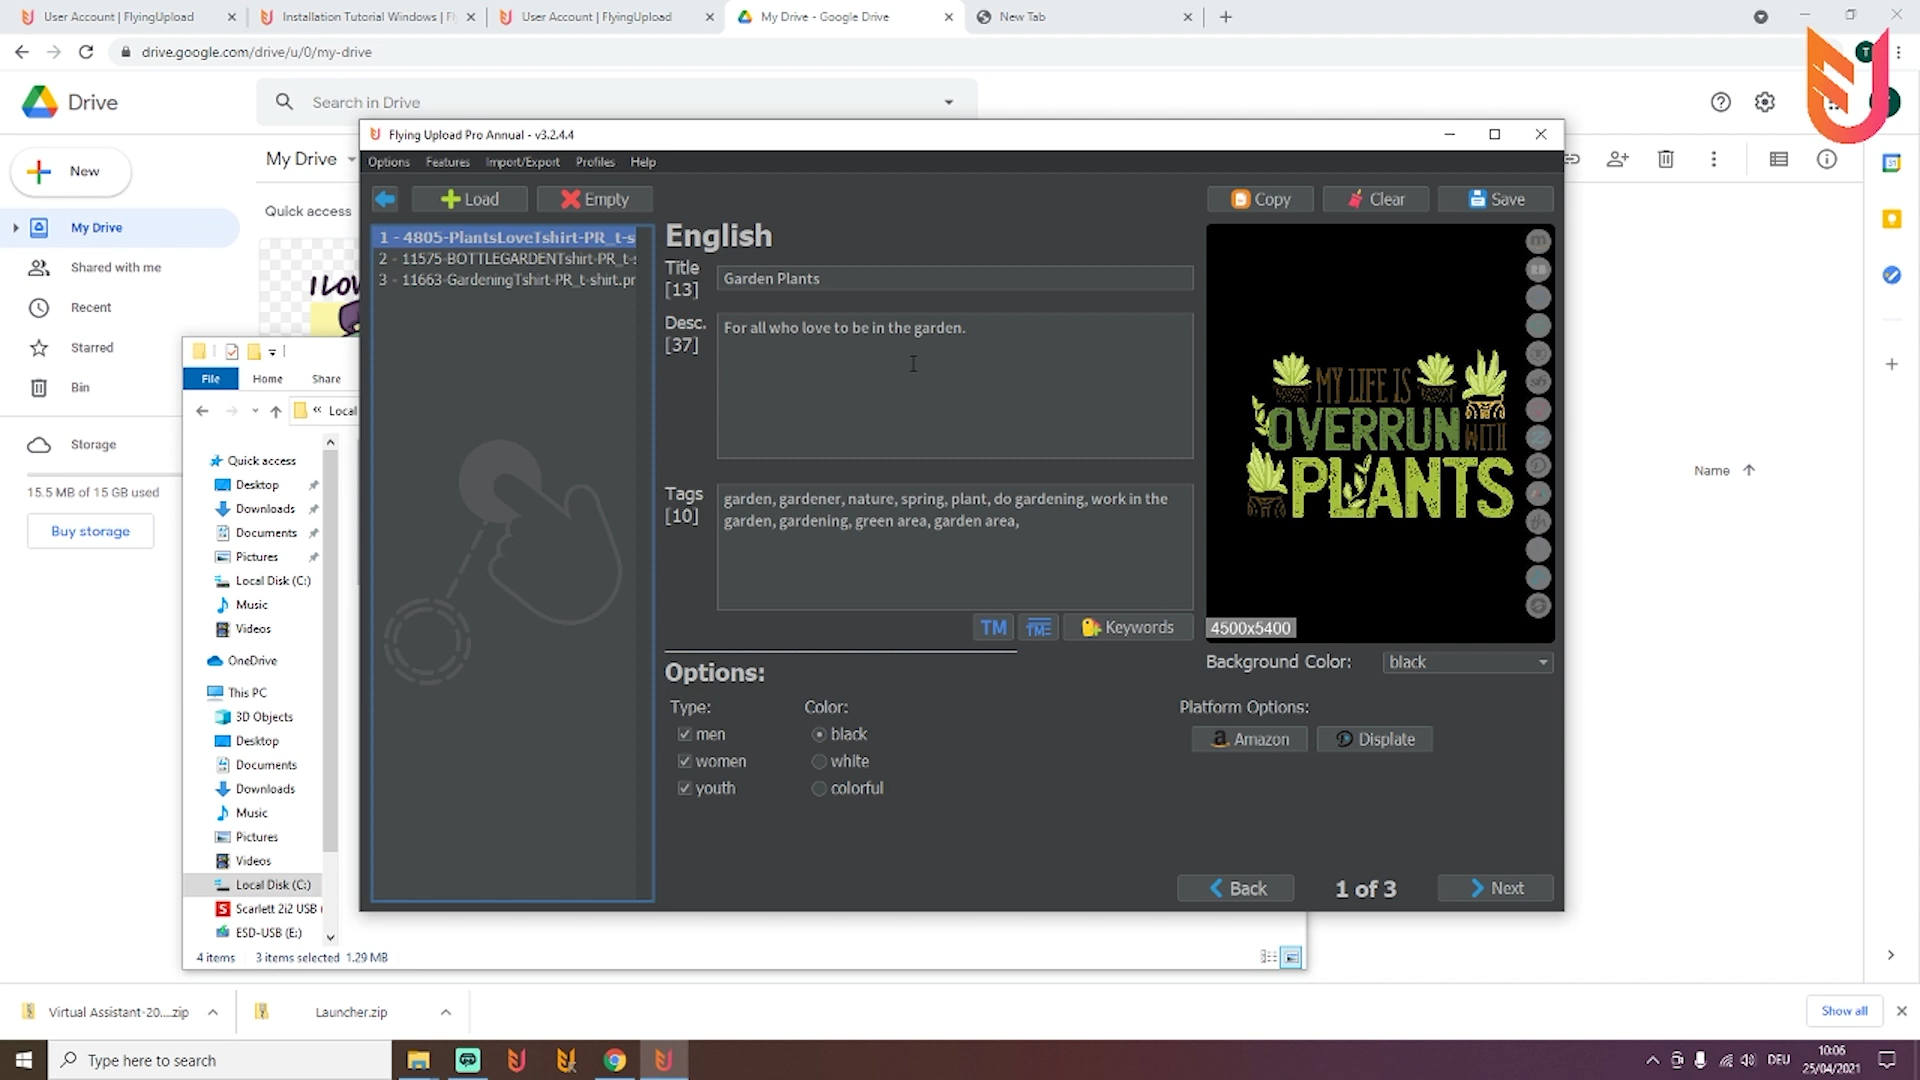 User Account | FlyingUpload
Installation Tutorial Windows | Fl
User Account | FlyingUpload
My Drive - Google Drive
New Tab
drive.google.com/drive/u/0/my-drive
Drive
Search in Drive
New
My Drive
Shared with me
Recent
Starred
Bin
Storage
15.5 MB of 15 GB used
Buy storage
My Drive
Quick access
I LO
Name
File Home Share
« Local
Quick access
Desktop
Downloads
Documents
Pictures
Local Disk (C:)
Music
Videos
OneDrive
This PC
3D Objects
Desktop
Documents
Downloads
Music
Pictures
Videos
Local Disk (C:)
Scarlett 2i2 USB (
ESD-USB (E:)
4 items 3 items selected 1.29 MB
Flying Upload Pro Annual - v3.2.4.4
Options Features Import/Export Profiles Help
Load Empty Copy Clear Save
1 - 4805-PlantsLoveTshirt-PR_t-s
2 - 11575-BOTTLEGARDENTshirt-PR_t-s
3 - 11663-GardeningTshirt-PR_t-shirt.pr
English
Title
[13]
Garden Plants
Desc.
[37]
For all who love to be in the garden.
Tags
[10]
garden, gardener, nature, spring, plant, do gardening, work in the
garden, gardening, green area, garden area,
TM TM Keywords
MY LIFE IS
OVERRUN WITH
PLANTS
4500x5400
Background Color: black
Options:
Type:
men
women
youth
Color:
black
white
colorful
Platform Options:
Amazon Displate
Back 1 of 3 Next
Virtual Assistant-20....zip
Launcher.zip
Show all
Type here to search
DEU
10:06
25/04/2021